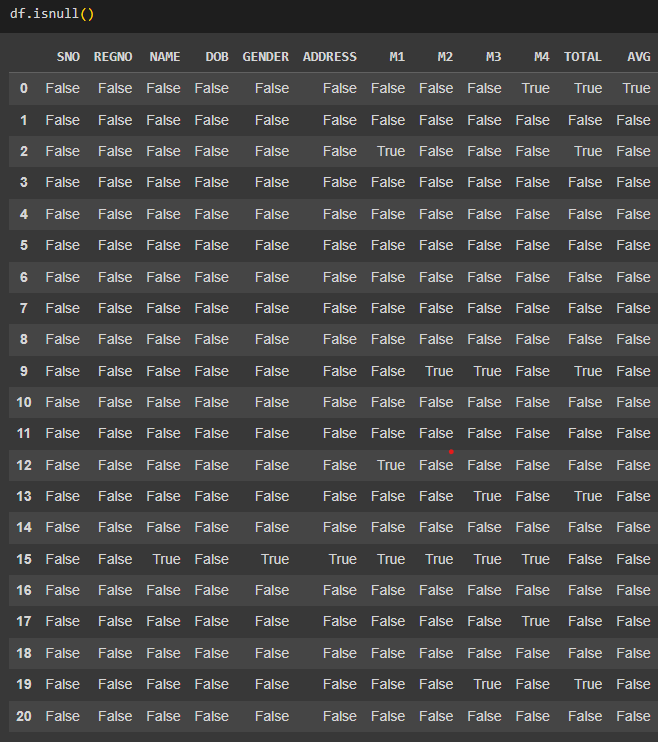 df.isnull()
SNO REGNO NAME DOB GENDER ADDRESS M1 M2 M3 M4 TOTAL AVG
0 False False False False False False False False False True True True
1 False False False False False False False False False False False False
2 False False False False False False True False False False True False
3 False False False False False False False False False False False False
4 False False False False False False False False False False False False
5 False False False False False False False False False False False False
6 False False False False False False False False False False False False
7 False False False False False False False False False False False False
8 False False False False False False False False False False False False
9 False False False False False False False True True False True False
10 False False False False False False False False False False False False
11 False False False False False False False False False False False False
12 False False False False False False True False False False False False
13 False False False False False False False False True False True False
14 False False False False False False False False False False False False
15 False False True False True True True True True True False False
16 False False False False False False False False False False False False
17 False False False False False False False False False True False False
18 False False False False False False False False False False False False
19 False False False False False False False False True False True False
20 False False False False False False False False False False False False